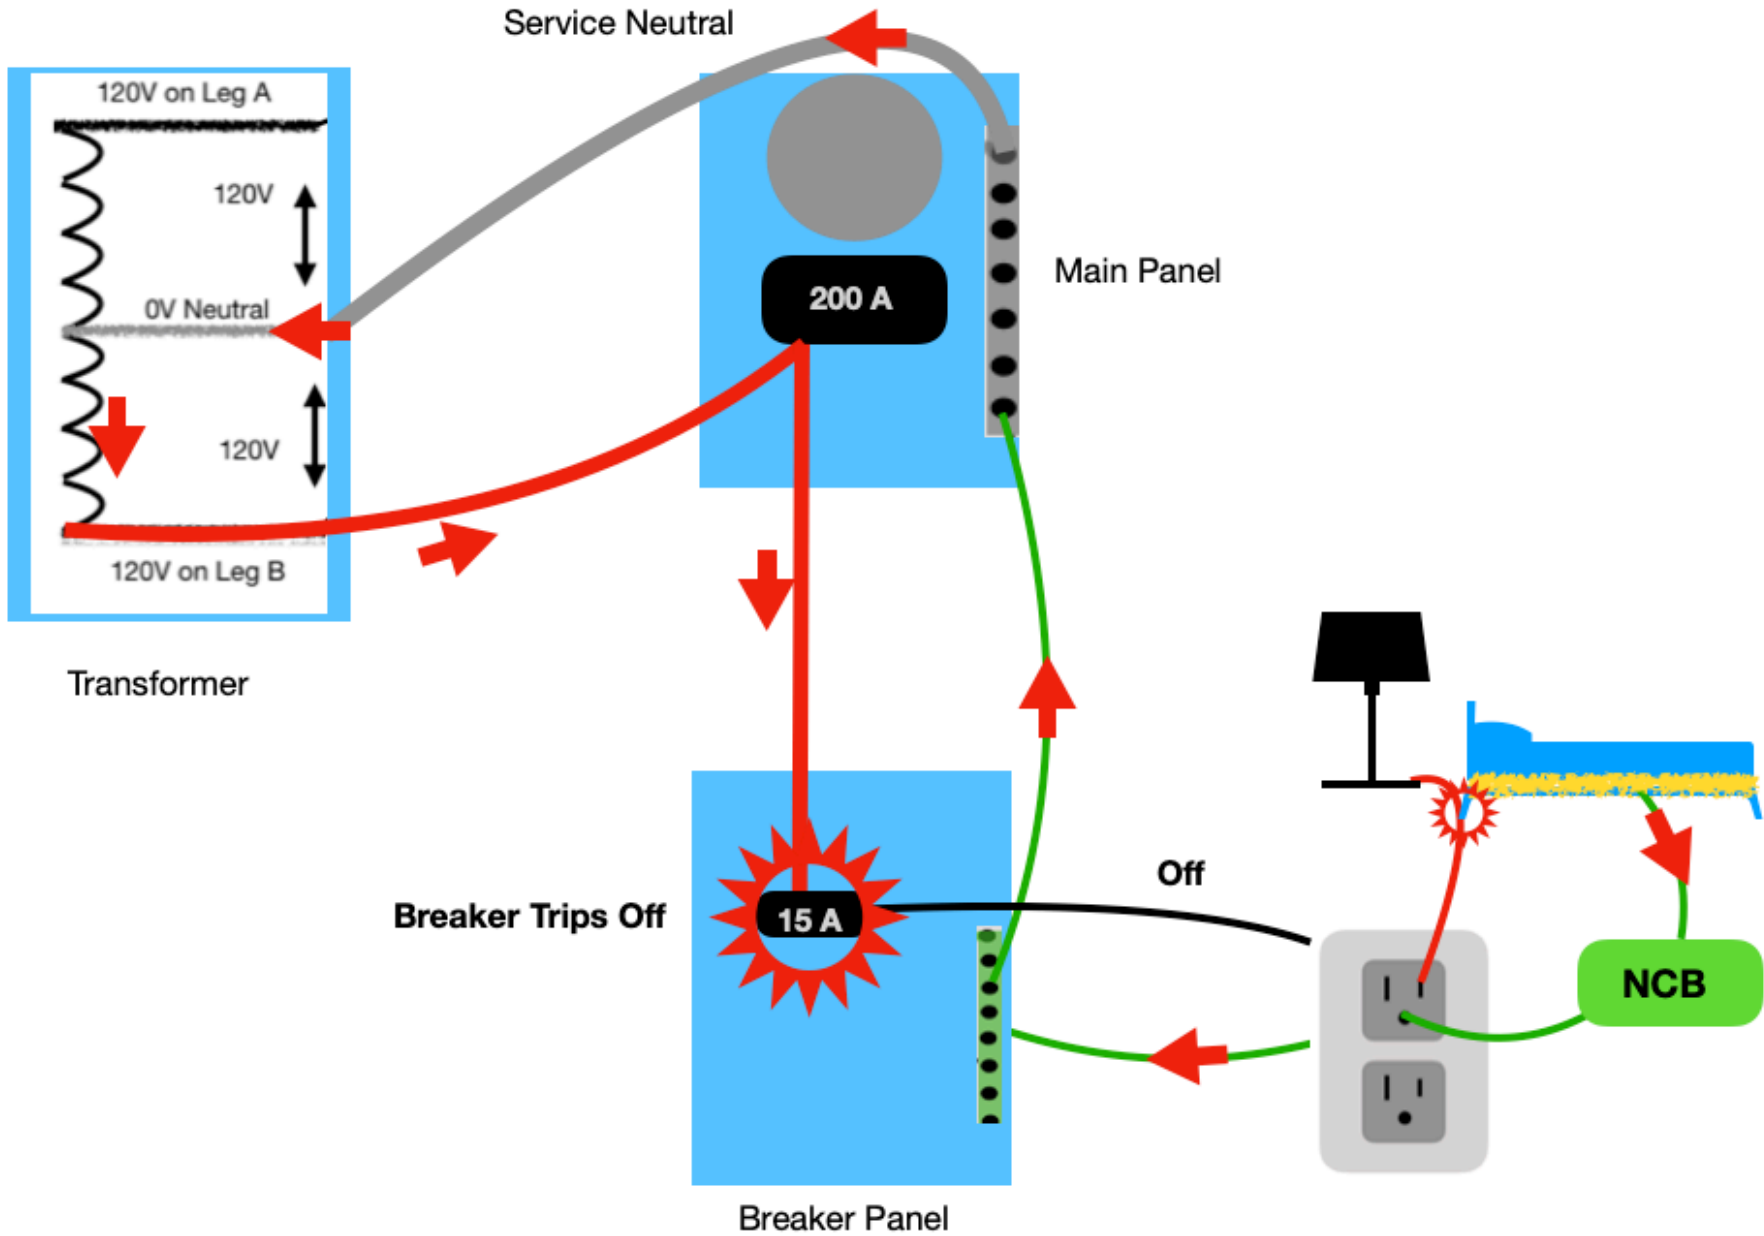 Service Neutral
120V on Leg A
120V
0V Neutral
120V
120V on Leg B
Transformer
200 A
Main Panel
Breaker Trips Off
15 A
Off
NCB
Breaker Panel